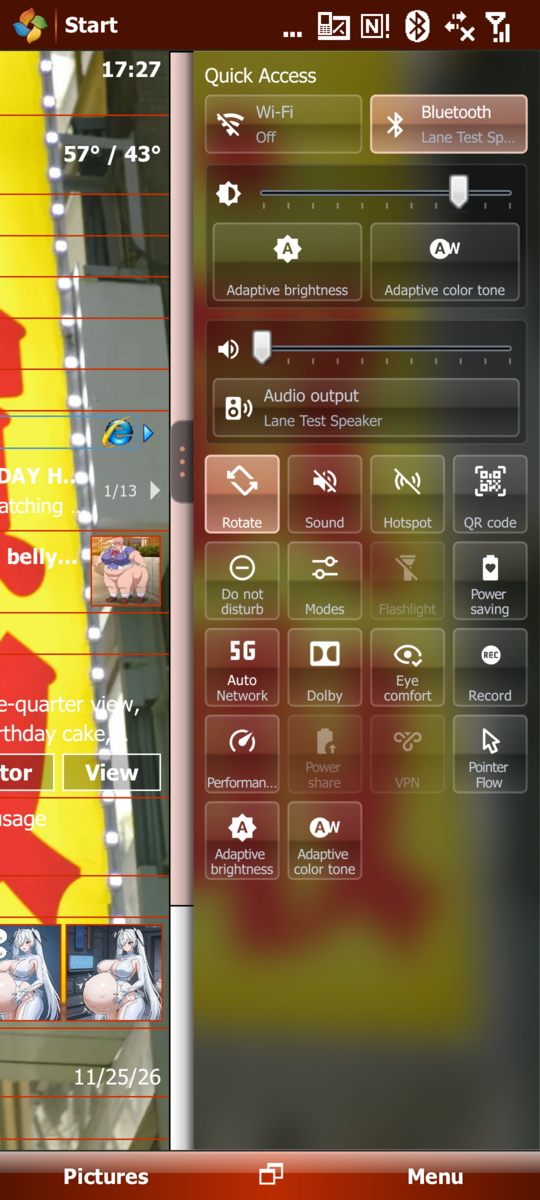 Start
...
N!
17:27
57° / 43°
DAY H...
atching ...
1/13
belly...
e-quarter view,
rthday cake,...
tor
View
usage
11/25/26
Quick Access
Wi-Fi
Off
Bluetooth
Lane Test Sp...
A
Adaptive brightness
AW
Adaptive color tone
Audio output
Lane Test Speaker
Rotate
Sound
Hotspot
QR code
Do not
disturb
Modes
Flashlight
Power
saving
5G
Auto
Network
Dolby
Eye
comfort
REC
Record
Performan...
Power
share
VPN
Pointer
Flow
A
Adaptive
brightness
AW
Adaptive
color tone
Pictures
Menu